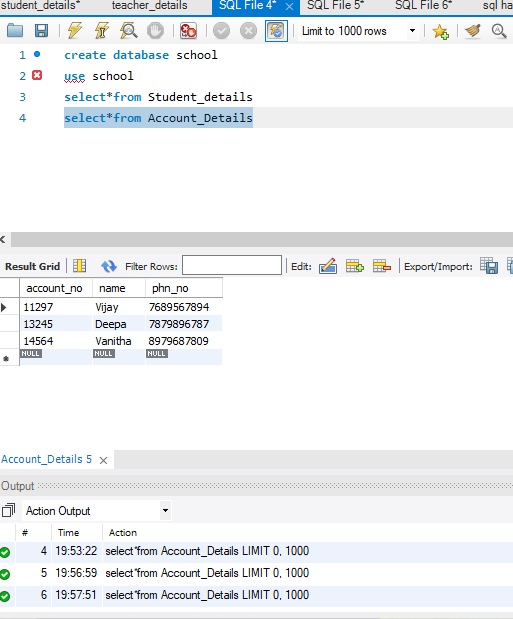 student_details* teacher_details SQL File 4* SQL File 5* SQL File 6* sql ha
Limit to 1000 rows
1 create database school
2 use school
3 select*from Student_details
4 select*from Account_Details
Result Grid Filter Rows: Edit: Export/Import:
account_no name phn_no
11297 Vijay 7689567894
13245 Deepa 7879896787
14564 Vanitha 8979687809
NULL NULL NULL
Account_Details 5
Output
Action Output
# Time Action
4 19:53:22 select*from Account_Details LIMIT 0, 1000
5 19:56:59 select*from Account_Details LIMIT 0, 1000
6 19:57:51 select*from Account_Details LIMIT 0, 1000